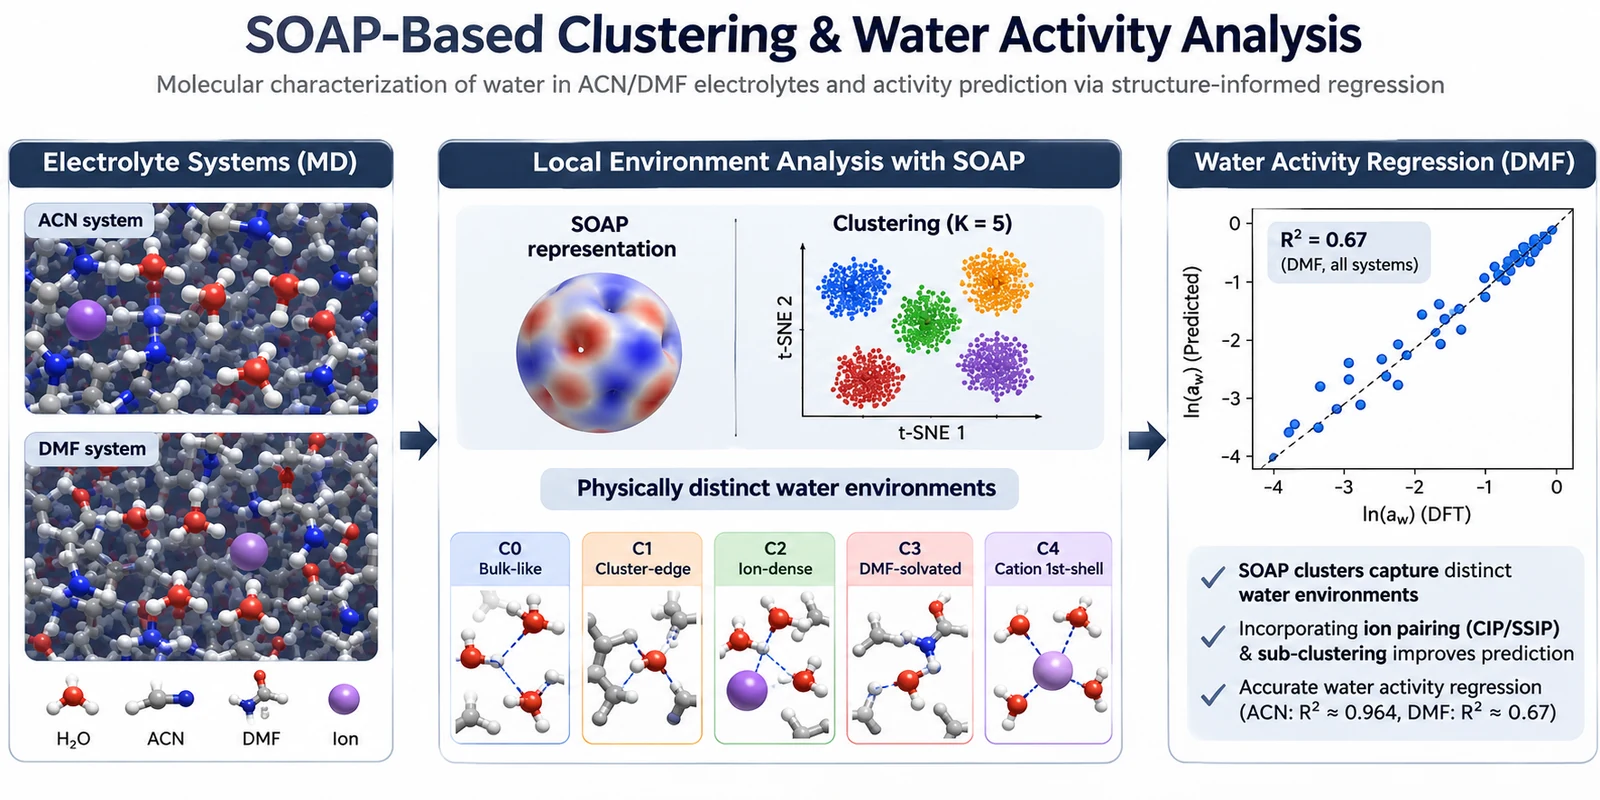 SOAP-Based Clustering & Water Activity Analysis
Molecular characterization of water in ACN/DMF electrolytes and activity prediction via structure-informed regression
Electrolyte Systems (MD)
ACN system
DMF system
H₂O
ACN
DMF
Ion
Local Environment Analysis with SOAP
SOAP
representation
Clustering (K = 5)
t-SNE 2
t-SNE 1
Physically distinct water environments
C0
Bulk-like
C1
Cluster-edge
C2
Ion-dense
C3
DMF-solvated
C4
Cation 1st-shell
Water Activity Regression (DMF)
R² = 0.67
(DMF, all systems)
ln(a_w) (Predicted)
0
−1
−2
−3
−4
−4
−3
−2
−1
0
ln(a_w) (DFT)
SOAP clusters capture distinct
water environments
Incorporating ion pairing (CIP/SSIP)
& sub-clustering improves prediction
Accurate water activity regression
(ACN: R² ≈ 0.964, DMF: R² ≈ 0.67)